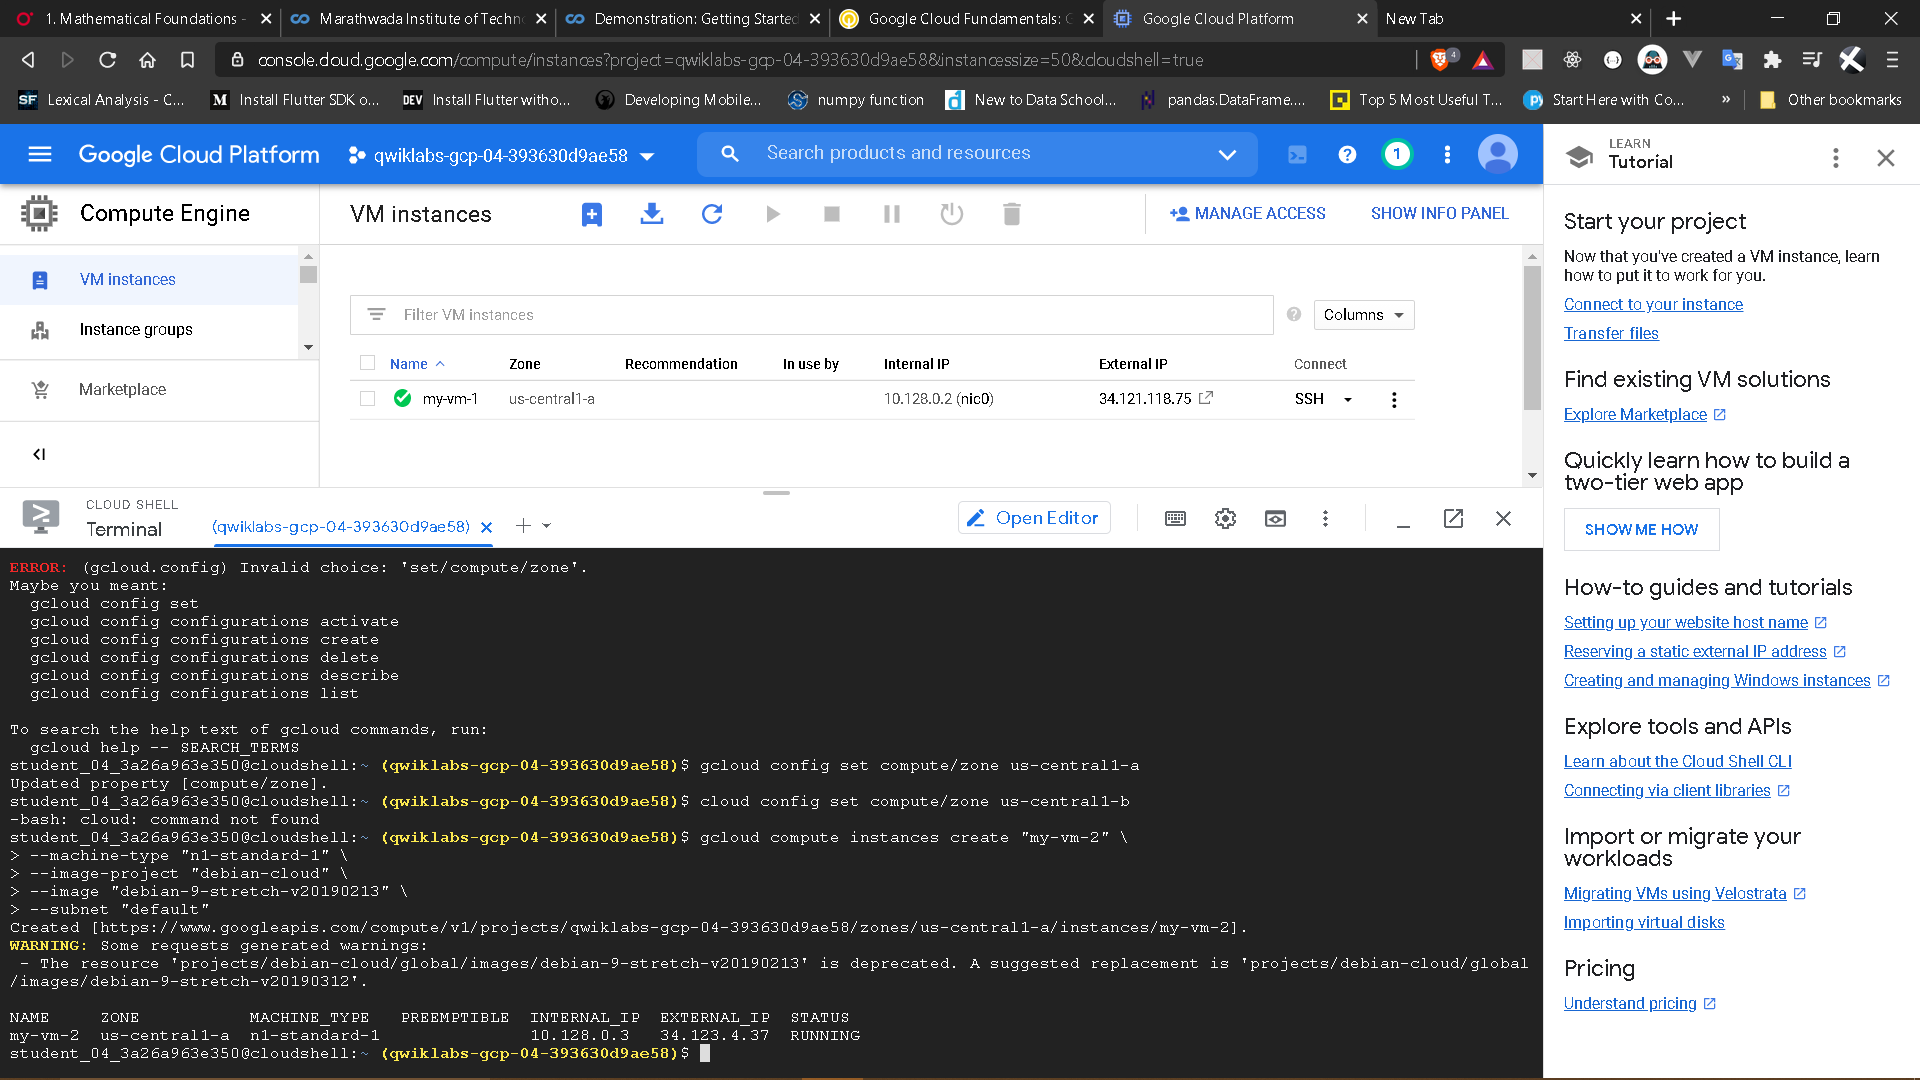 1. Mathematical Foundations -
Marathwada Institute of Techno
Demonstration: Getting Started
Google Cloud Fundamentals: G
Google Cloud Platform
New Tab
console.cloud.google.com/compute/instances?project=qwiklabs-gcp-04-393630d9ae58&instancessize=50&cloudshell=true
4
SF Lexical Analysis - C...
M Install Flutter SDK o...
DEV Install Flutter witho...
Developing Mobile...
numpy function
New to Data School...
pandas.DataFrame....
Top 5 Most Useful T...
Start Here with Co...
»
Other bookmarks
Google Cloud Platform
qwiklabs-gcp-04-393630d9ae58
Search products and resources
1
LEARN
Tutorial
Compute Engine
VM instances
MANAGE ACCESS
SHOW INFO PANEL
VM instances
Instance groups
Marketplace
Filter VM instances
Columns
Name Zone Recommendation In use by Internal IP External IP Connect
my-vm-1 us-central1-a 10.128.0.2 (nic0) 34.121.118.75 SSH
Start your project
Now that you've created a VM instance, learn
how to put it to work for you.
Connect to your instance
Transfer files
Find existing VM solutions
Explore Marketplace
Quickly learn how to build a
two-tier web app
SHOW ME HOW
How-to guides and tutorials
Setting up your website host name
Reserving a static external IP address
Creating and managing Windows instances
Explore tools and APIs
Learn about the Cloud Shell CLI
Connecting via client libraries
Import or migrate your
workloads
Migrating VMs using Velostrata
Importing virtual disks
Pricing
Understand pricing
CLOUD SHELL
Terminal
(qwiklabs-gcp-04-393630d9ae58)
Open Editor
ERROR: (gcloud.config) Invalid choice: 'set/compute/zone'.
Maybe you meant:
gcloud config set
gcloud config configurations activate
gcloud config configurations create
gcloud config configurations delete
gcloud config configurations describe
gcloud config configurations list
To search the help text of gcloud commands, run:
gcloud help -- SEARCH_TERMS
student_04_3a26a963e350@cloudshell:~ (qwiklabs-gcp-04-393630d9ae58)$ gcloud config set compute/zone us-central1-a
Updated property [compute/zone].
student_04_3a26a963e350@cloudshell:~ (qwiklabs-gcp-04-393630d9ae58)$ cloud config set compute/zone us-central1-b
-bash: cloud: command not found
student_04_3a26a963e350@cloudshell:~ (qwiklabs-gcp-04-393630d9ae58)$ gcloud compute instances create "my-vm-2" \
> --machine-type "n1-standard-1" \
> --image-project "debian-cloud" \
> --image "debian-9-stretch-v20190213" \
> --subnet "default"
Created [https://www.googleapis.com/compute/v1/projects/qwiklabs-gcp-04-393630d9ae58/zones/us-central1-a/instances/my-vm-2].
WARNING: Some requests generated warnings:
- The resource 'projects/debian-cloud/global/images/debian-9-stretch-v20190213' is deprecated. A suggested replacement is 'projects/debian-cloud/global
/images/debian-9-stretch-v20190312'.
NAME ZONE MACHINE_TYPE PREEMPTIBLE INTERNAL_IP EXTERNAL_IP STATUS
my-vm-2 us-central1-a n1-standard-1 10.128.0.3 34.123.4.37 RUNNING
student_04_3a26a963e350@cloudshell:~ (qwiklabs-gcp-04-393630d9ae58)$